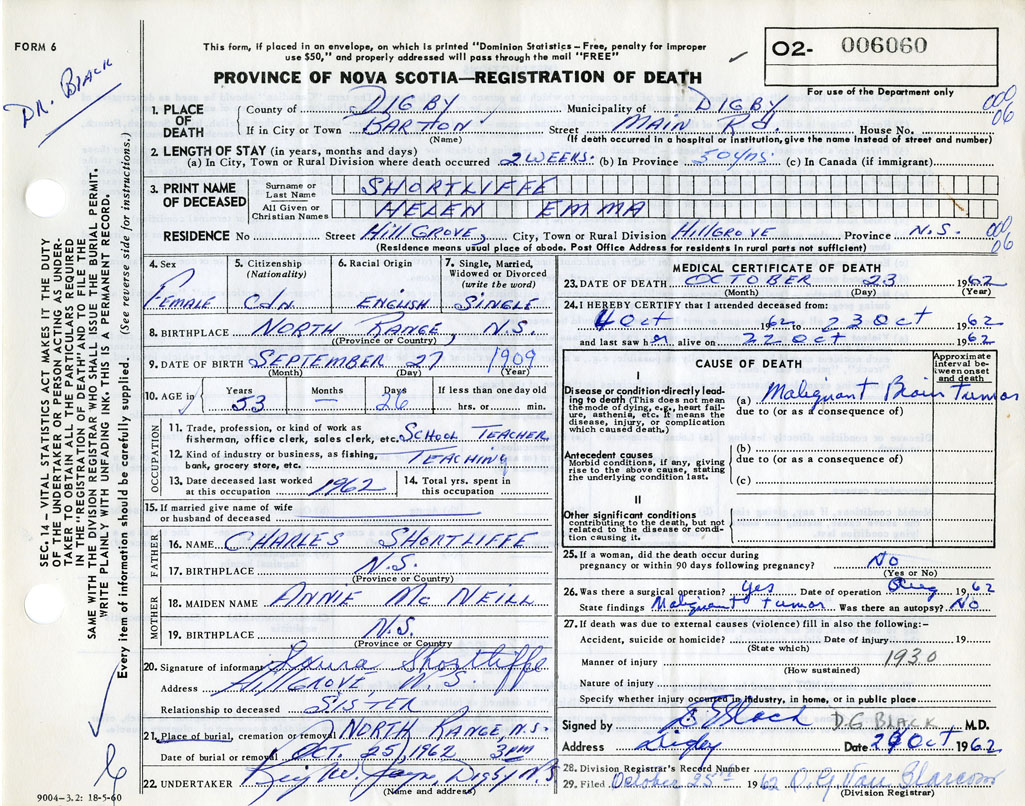 FORM 6
DR. BLACK
This form, if placed in an envelope, on which is printed "Dominion Statistics—Free, penalty for improper
use $50," and properly addressed will pass through the mail "FREE"
02- 006060
For use of the Department only
PROVINCE OF NOVA SCOTIA—REGISTRATION OF DEATH
1. PLACE OF DEATH County of DIGBY Municipality of DIGBY
If in City or Town BARTON (Name) Street MAIN Rd. House No.
(If death occurred in a hospital or institution, give the name instead of street and number)
000
06
2. LENGTH OF STAY (in years, months and days)
(a) In City, Town or Rural Division where death occurred 2 WEEKS. (b) In Province 50 yrs. (c) In Canada (if immigrant)
3. PRINT NAME OF DECEASED Surname or Last Name SHORTLIFFE
All Given or Christian Names HELEN EMMA
RESIDENCE No Street HILLGROVE, City, Town or Rural Division HILLGROVE Province N.S.
(Residence means usual place of abode. Post Office Address for residents in rural parts not sufficient)
000
06
4. Sex FEMALE
5. Citizenship (Nationality) CDN.
6. Racial Origin ENGLISH
7. Single, Married, Widowed or Divorced (write the word) SINGLE
8. BIRTHPLACE NORTH RANGE, N.S.
(Province or Country)
9. DATE OF BIRTH SEPTEMBER 27 1909
(Month) (Day) (Year)
10. AGE in Years 53 Months — Days 26 If less than one day old hrs. or min.
OCCUPATION
11. Trade, profession, or kind of work as fisherman, office clerk, sales clerk, etc. SCHOOL TEACHER
12. Kind of industry or business, as fishing, bank, grocery store, etc. TEACHING
13. Date deceased last worked at this occupation 1962
14. Total yrs. spent in this occupation
15. If married give name of wife or husband of deceased
FATHER
16. NAME CHARLES SHORTLIFFE
17. BIRTHPLACE N.S.
(Province or Country)
MOTHER
18. MAIDEN NAME ANNIE McNEILL
19. BIRTHPLACE N.S.
(Province or Country)
20. Signature of informant Shortliffe
Address HILLGROVE, N.S.
Relationship to deceased SISTER
21. Place of burial, cremation or removal NORTH RANGE, N.S.
Date of burial or removal OCT. 25, 1962 3 pm
22. UNDERTAKER Digby N.S.
(Name and address)
9004—3.2: 18-5-60
MEDICAL CERTIFICATE OF DEATH
23. DATE OF DEATH OCTOBER 23 1962
(Month) (Day) (Year)
24. I HEREBY CERTIFY that I attended deceased from:
4 Oct 1962 to 23 Oct 1962
and last saw her alive on 22 Oct 1962
CAUSE OF DEATH
Approximate interval between onset and death
I
Disease or condition directly leading to death (This does not mean the mode of dying, e.g., heart failure, asthenia, etc. It means the disease, injury, or complication which caused death.)
(a) Malignant Brain Tumor
due to (or as a consequence of)
Antecedent causes
Morbid conditions, if any, giving rise to the above cause, stating the underlying condition last.
(b)
due to (or as a consequence of)
(c)
II
Other significant conditions
contributing to the death, but not related to the disease or condition causing it.
25. If a woman, did the death occur during pregnancy or within 90 days following pregnancy? No
(Yes or No)
26. Was there a surgical operation? Yes Date of operation Aug 1962
State findings Malignant tumor Was there an autopsy? No
27. If death was due to external causes (violence) fill in also the following:—
Accident, suicide or homicide? Date of injury 19
(State which)
Manner of injury 1930
(How sustained)
Nature of injury
Specify whether injury occurred in industry, in home, or in public place
Signed by D.G. BLACK M.D.
Address Digby Date Oct 1962
28. Division Registrar's Record Number
29. Filed October 25th 1962
(Division Registrar)
SEC. 14—VITAL STATISTICS ACT MAKES IT THE DUTY
OF THE UNDERTAKER OR PERSON ACTING AS UNDER-
TAKER TO OBTAIN ALL THE PARTICULARS REQUIRED
IN THE "REGISTRATION OF DEATH" AND TO FILE THE
SAME WITH THE DIVISION REGISTRAR WHO SHALL ISSUE THE BURIAL PERMIT.
WRITE PLAINLY WITH UNFADING INK. THIS IS A PERMANENT RECORD.
Every item of information should be carefully supplied. (See reverse side for instructions.)